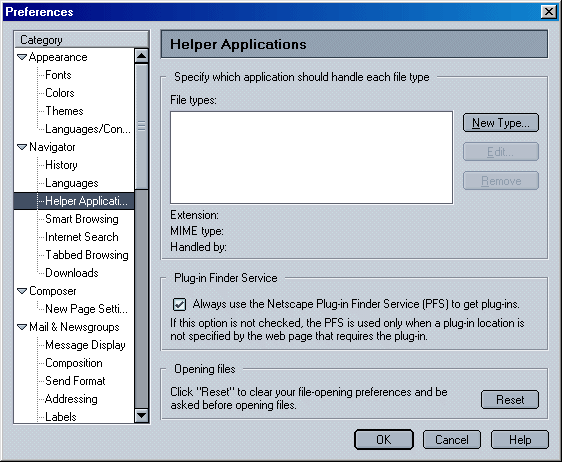 Preferences
Category
Appearance
Fonts
Colors
Themes
Languages/Con...
Navigator
History
Languages
Helper Applicati...
Smart Browsing
Internet Search
Tabbed Browsing
Downloads
Composer
New Page Setti...
Mail & Newsgroups
Message Display
Composition
Send Format
Addressing
Labels
Helper Applications
Specify which application should handle each file type
File types:
New Type...
Edit...
Remove
Extension:
MIME type:
Handled by:
Plug-in Finder Service
Always use the Netscape Plug-in Finder Service (PFS) to get plug-ins.
If this option is not checked, the PFS is used only when a plug-in location is
not specified by the web page that requires the plug-in.
Opening files
Click "Reset" to clear your file-opening preferences and be
asked before opening files.
Reset
OK
Cancel
Help